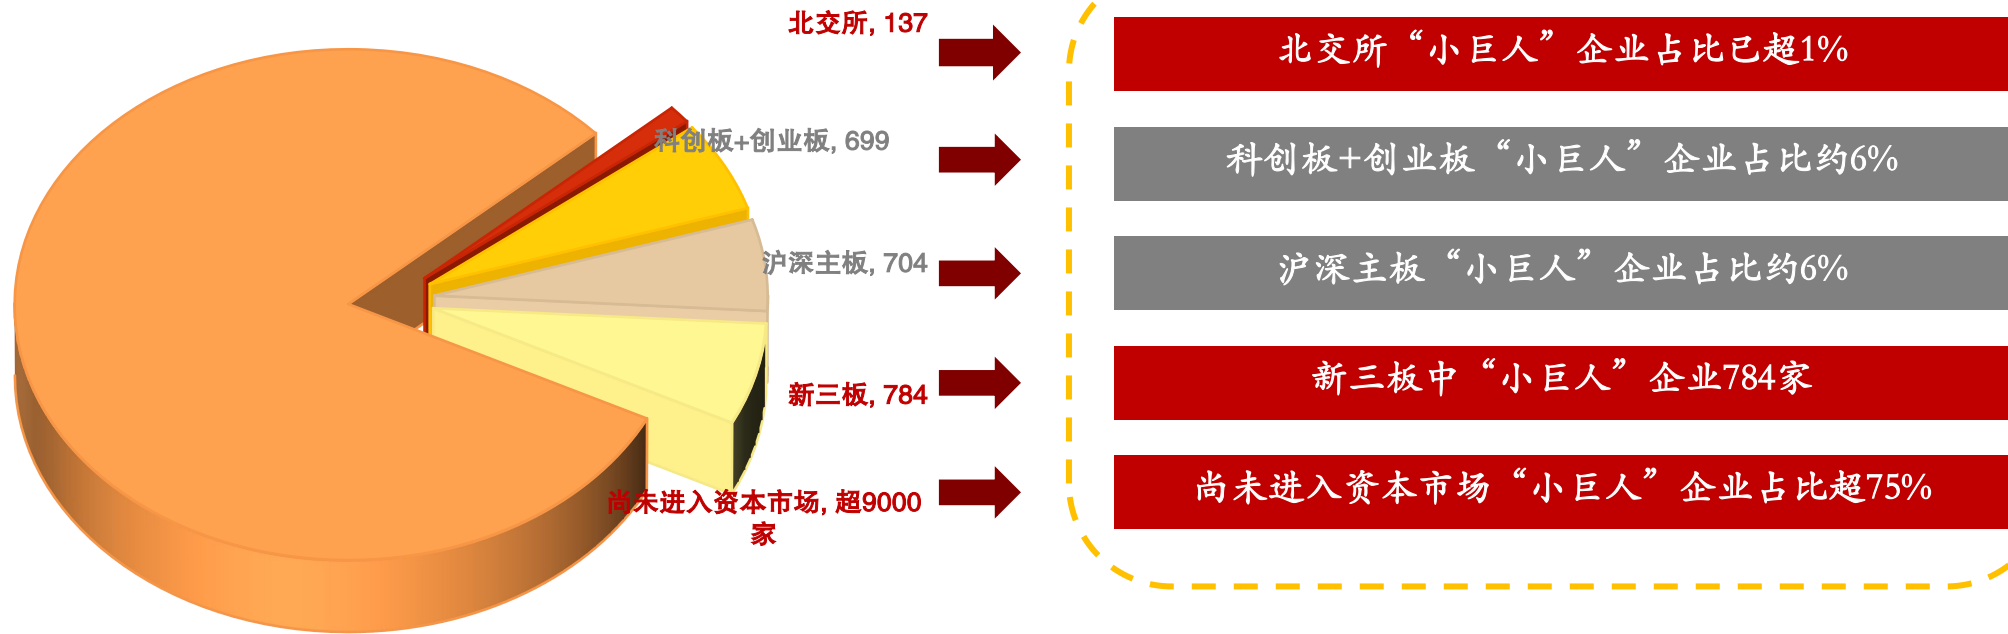 北交所, 137
北交所“小巨人”企业占比已超1%
科创板+创业板, 699
科创板+创业板“小巨人”企业占比约6%
沪深主板, 704
沪深主板“小巨人”企业占比约6%
新三板, 784
新三板中“小巨人”企业784家
尚未进入资本市场, 超9000
家
尚未进入资本市场“小巨人”企业占比超75%